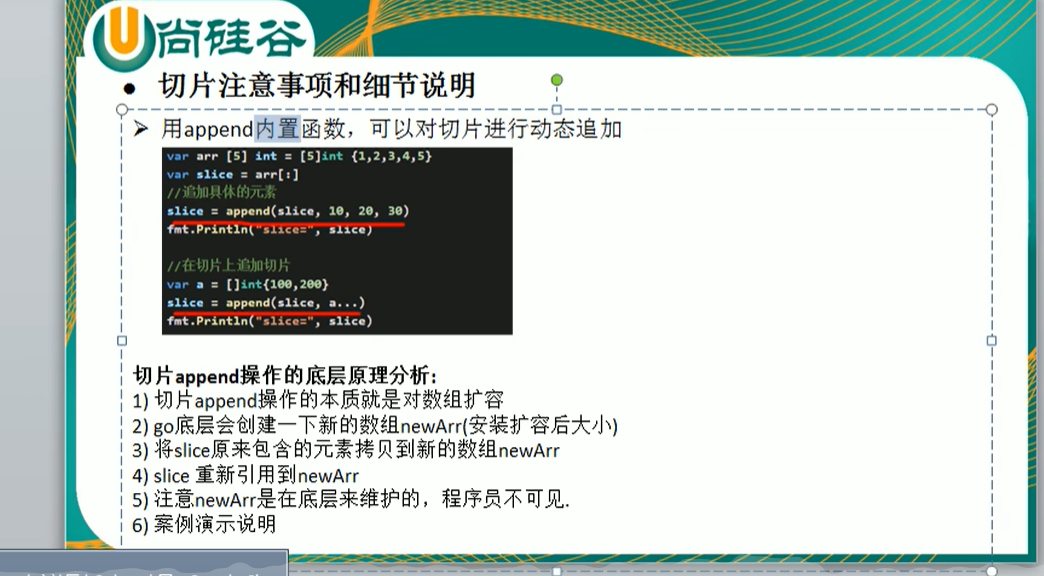 尚硅谷
● 切片注意事项和细节说明
➢ 用append内置函数，可以对切片进行动态追加
var arr [5] int = [5]int {1,2,3,4,5}
var slice = arr[:]
//追加具体的元素
slice = append(slice, 10, 20, 30)
fmt.Println("slice=", slice)
//在切片上追加切片
var a = []int{100,200}
slice = append(slice, a...)
fmt.Println("slice=", slice)
切片append操作的底层原理分析:
1) 切片append操作的本质就是对数组扩容
2) go底层会创建一下新的数组newArr(安装扩容后大小)
3) 将slice原来包含的元素拷贝到新的数组newArr
4) slice 重新引用到newArr
5) 注意newArr是在底层来维护的，程序员不可见.
6) 案例演示说明